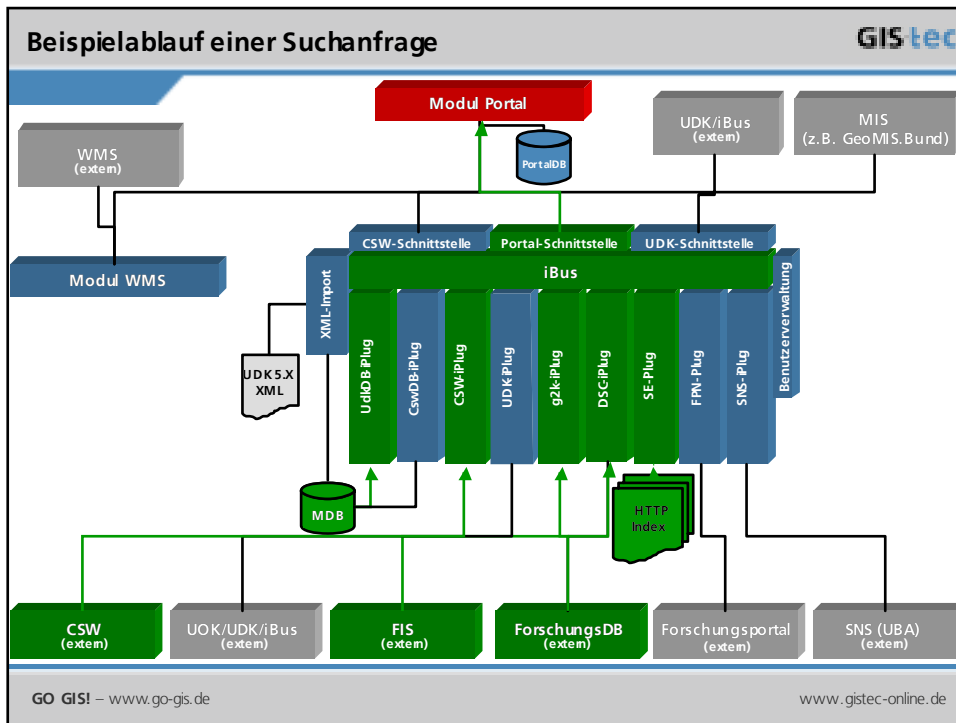 Beispielablauf einer Suchanfrage
GIS tec
Modul Portal
PortalDB
WMS
(extern)
UDK/iBus
(extern)
MIS
(z.B. GeoMIS.Bund)
Modul WMS
CSW-Schnittstelle
Portal-Schnittstelle
UDK-Schnittstelle
iBus
XML-Import
Benutzerverwaltung
UDK5.X
XML
UdkDB-iPlug
CswDB-iPlug
CSW-iPlug
UDK-iPlug
g2k-iPlug
DSC-iPlug
SE-Plug
FPN-Plug
SNS-iPlug
MDB
HTTP
Index
CSW
(extern)
UOK/UDK/iBus
(extern)
FIS
(extern)
ForschungsDB
(extern)
Forschungsportal
(extern)
SNS (UBA)
(extern)
GO GIS! – www.go-gis.de
www.gistec-online.de